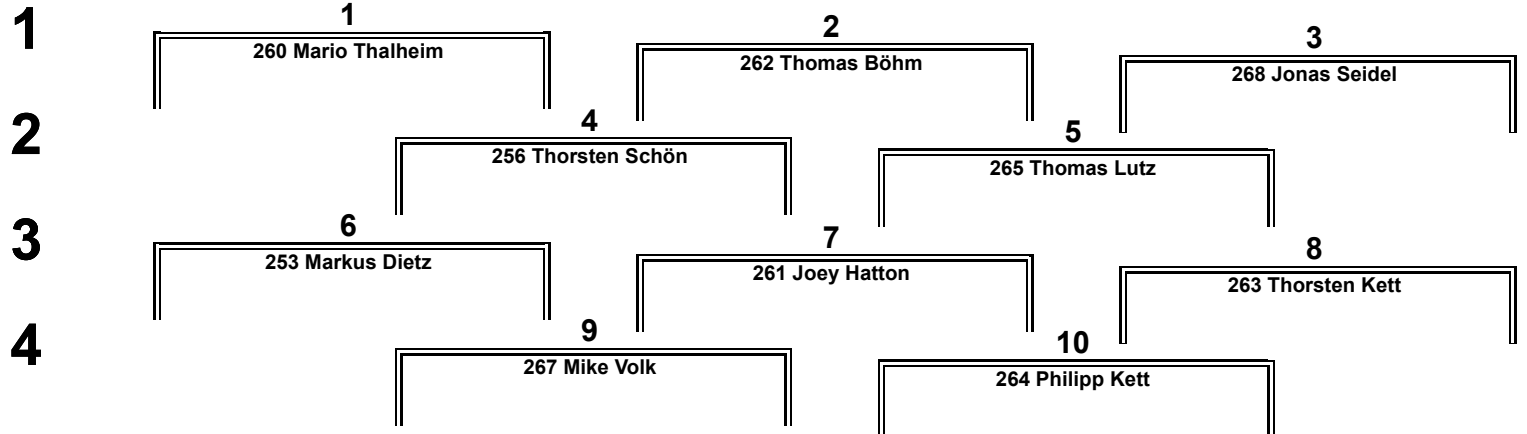 1
1
260 Mario Thalheim
2
262 Thomas Böhm
3
268 Jonas Seidel
2
4
256 Thorsten Schön
5
265 Thomas Lutz
3
6
253 Markus Dietz
7
261 Joey Hatton
8
263 Thorsten Kett
4
9
267 Mike Volk
10
264 Philipp Kett